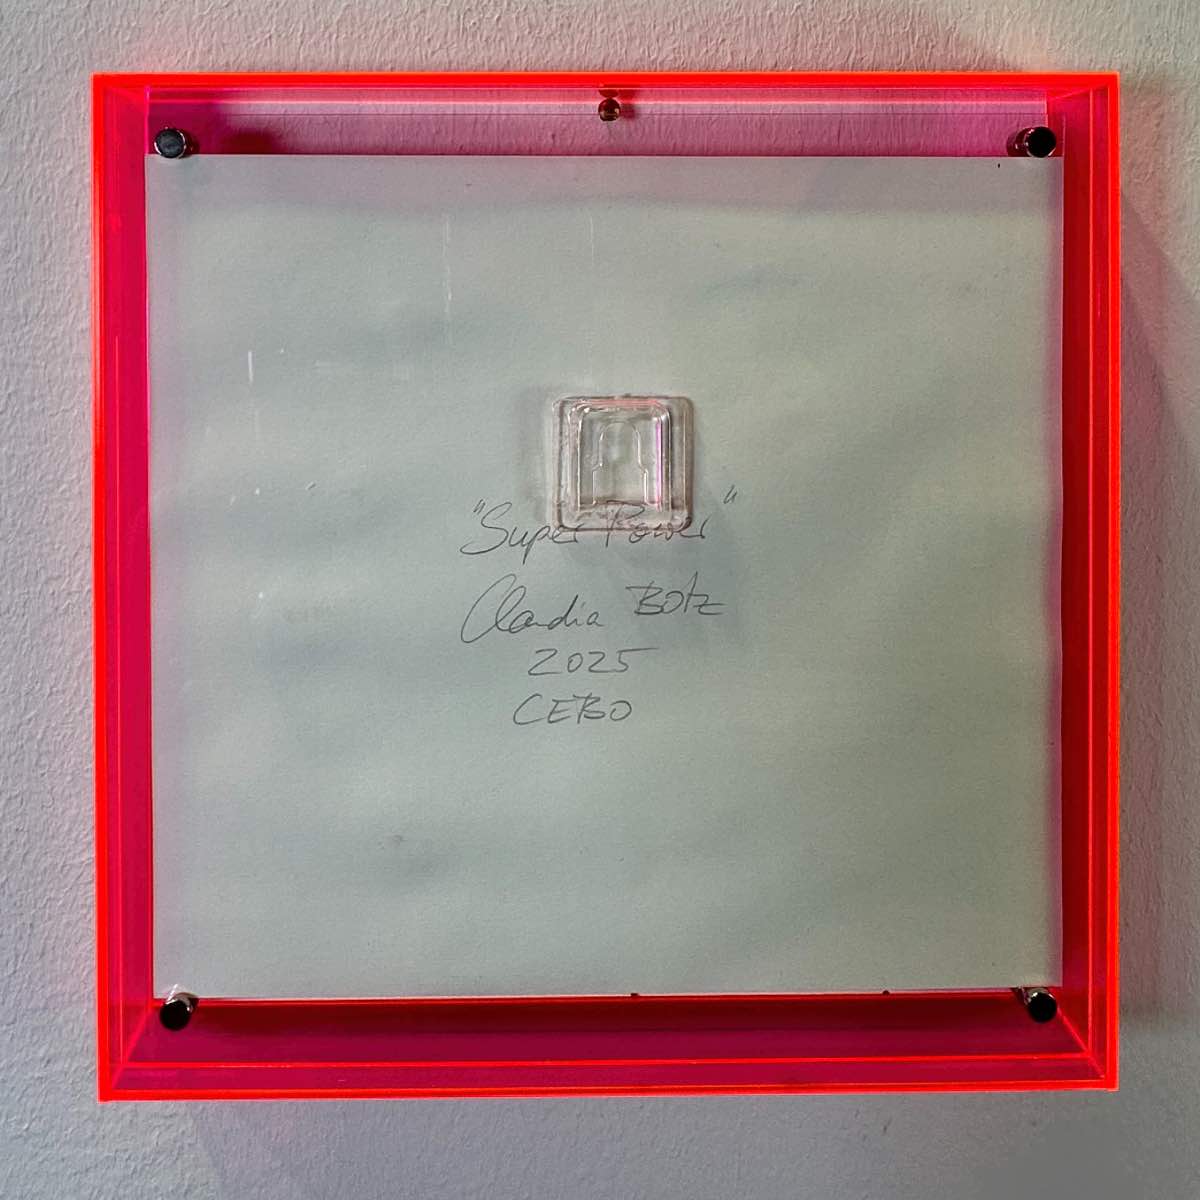 "Super Power"
Claudia Botz
2025
CEBO